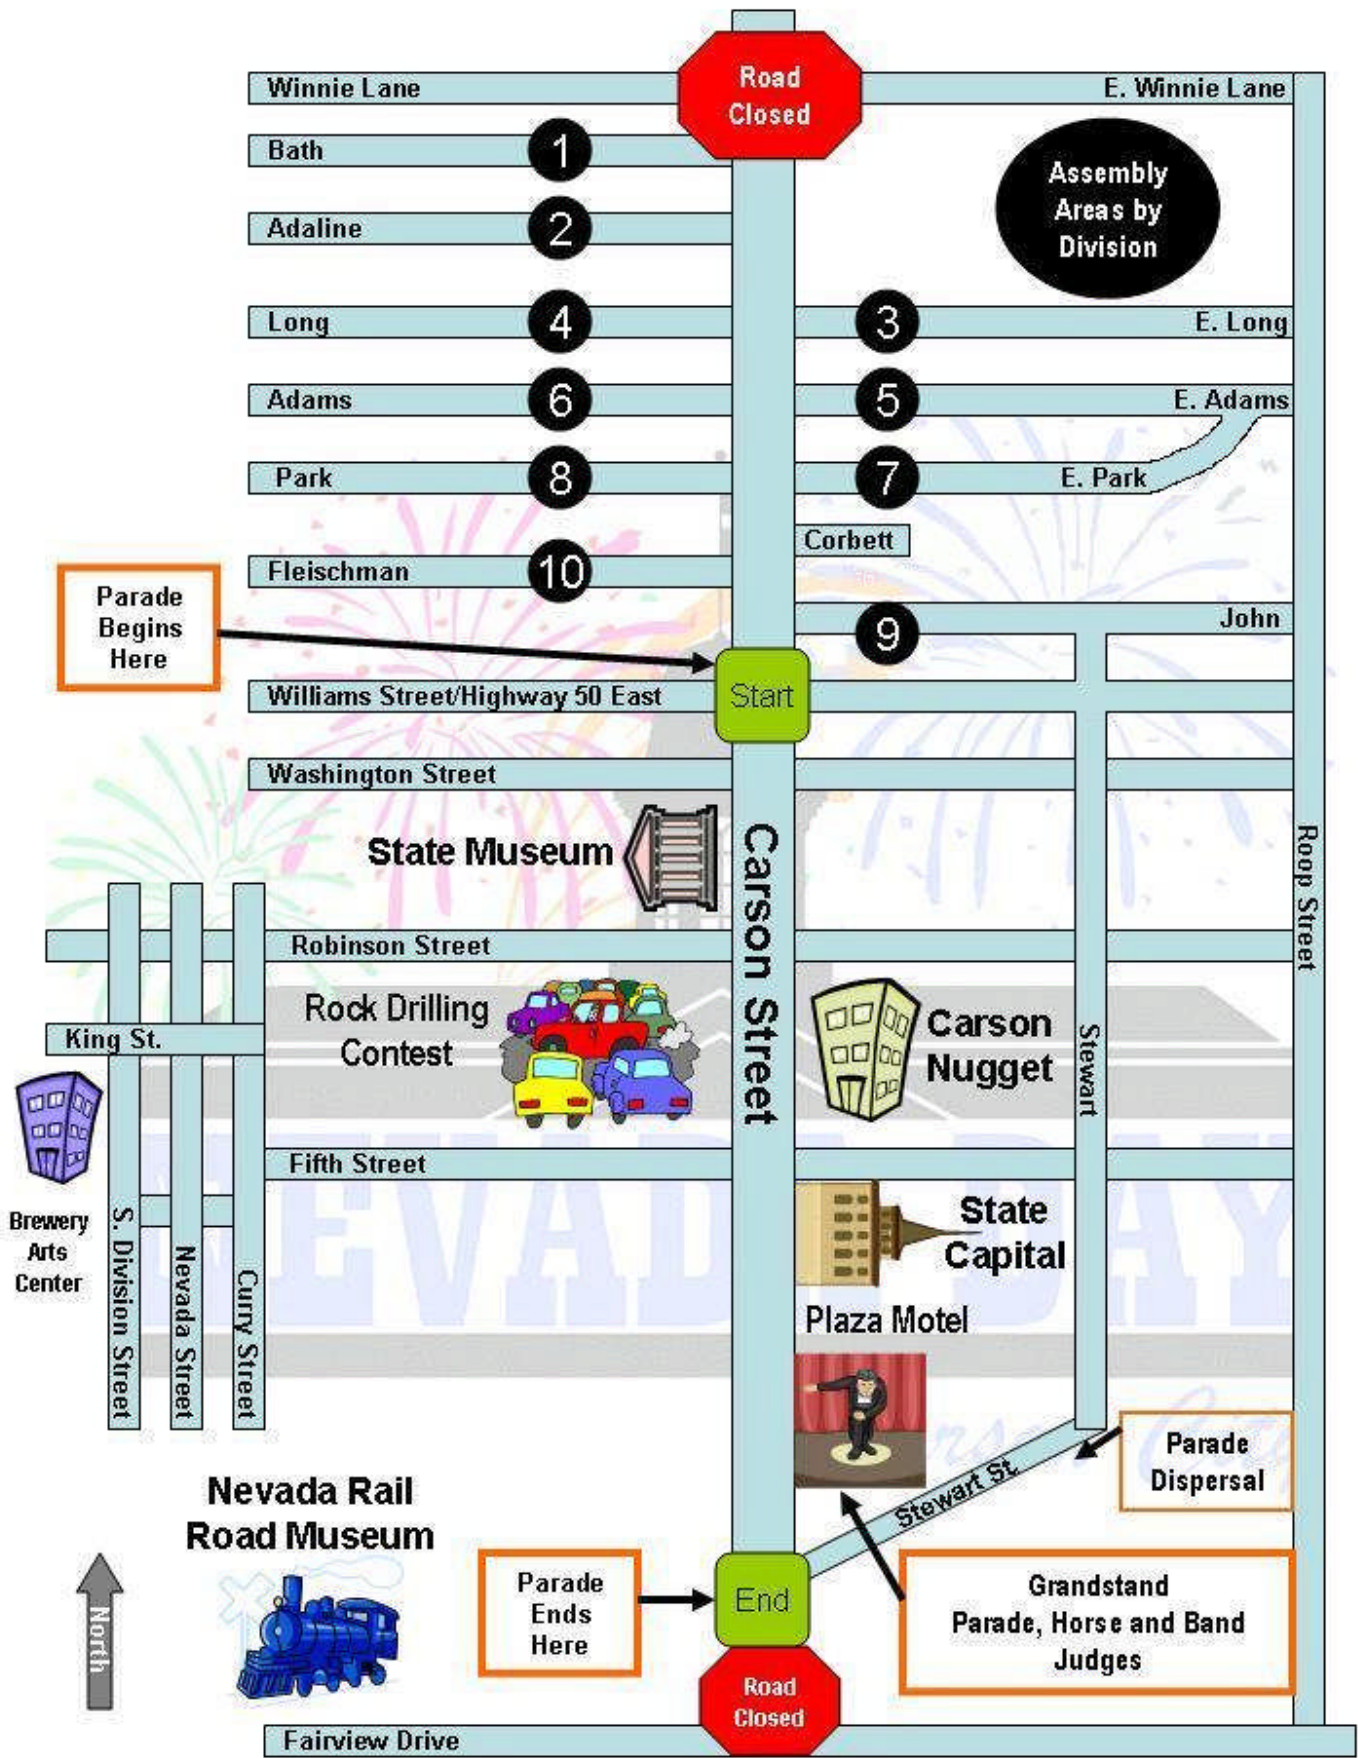 Road
Closed
Winnie Lane
E. Winnie Lane
Bath
1
Assembly
Areas by
Division
Adaline
2
Long
4
3
E. Long
Adams
6
5
E. Adams
Park
8
7
E. Park
Corbett
Fleischman
10
Parade
Begins
Here
9
John
Williams Street/Highway 50 East
Start
Washington Street
State Museum
Carson Street
Roop Street
Robinson Street
Rock Drilling
Contest
Carson
Nugget
Stewart
King St.
Fifth Street
Brewery
Arts
Center
S. Division Street
Nevada Street
Curry Street
State
Capital
Plaza Motel
NEVADA DAY
Carson City
Parade
Dispersal
Stewart St.
Nevada Rail
Road Museum
North
Parade
Ends
Here
End
Grandstand
Parade, Horse and Band
Judges
Road
Closed
Fairview Drive